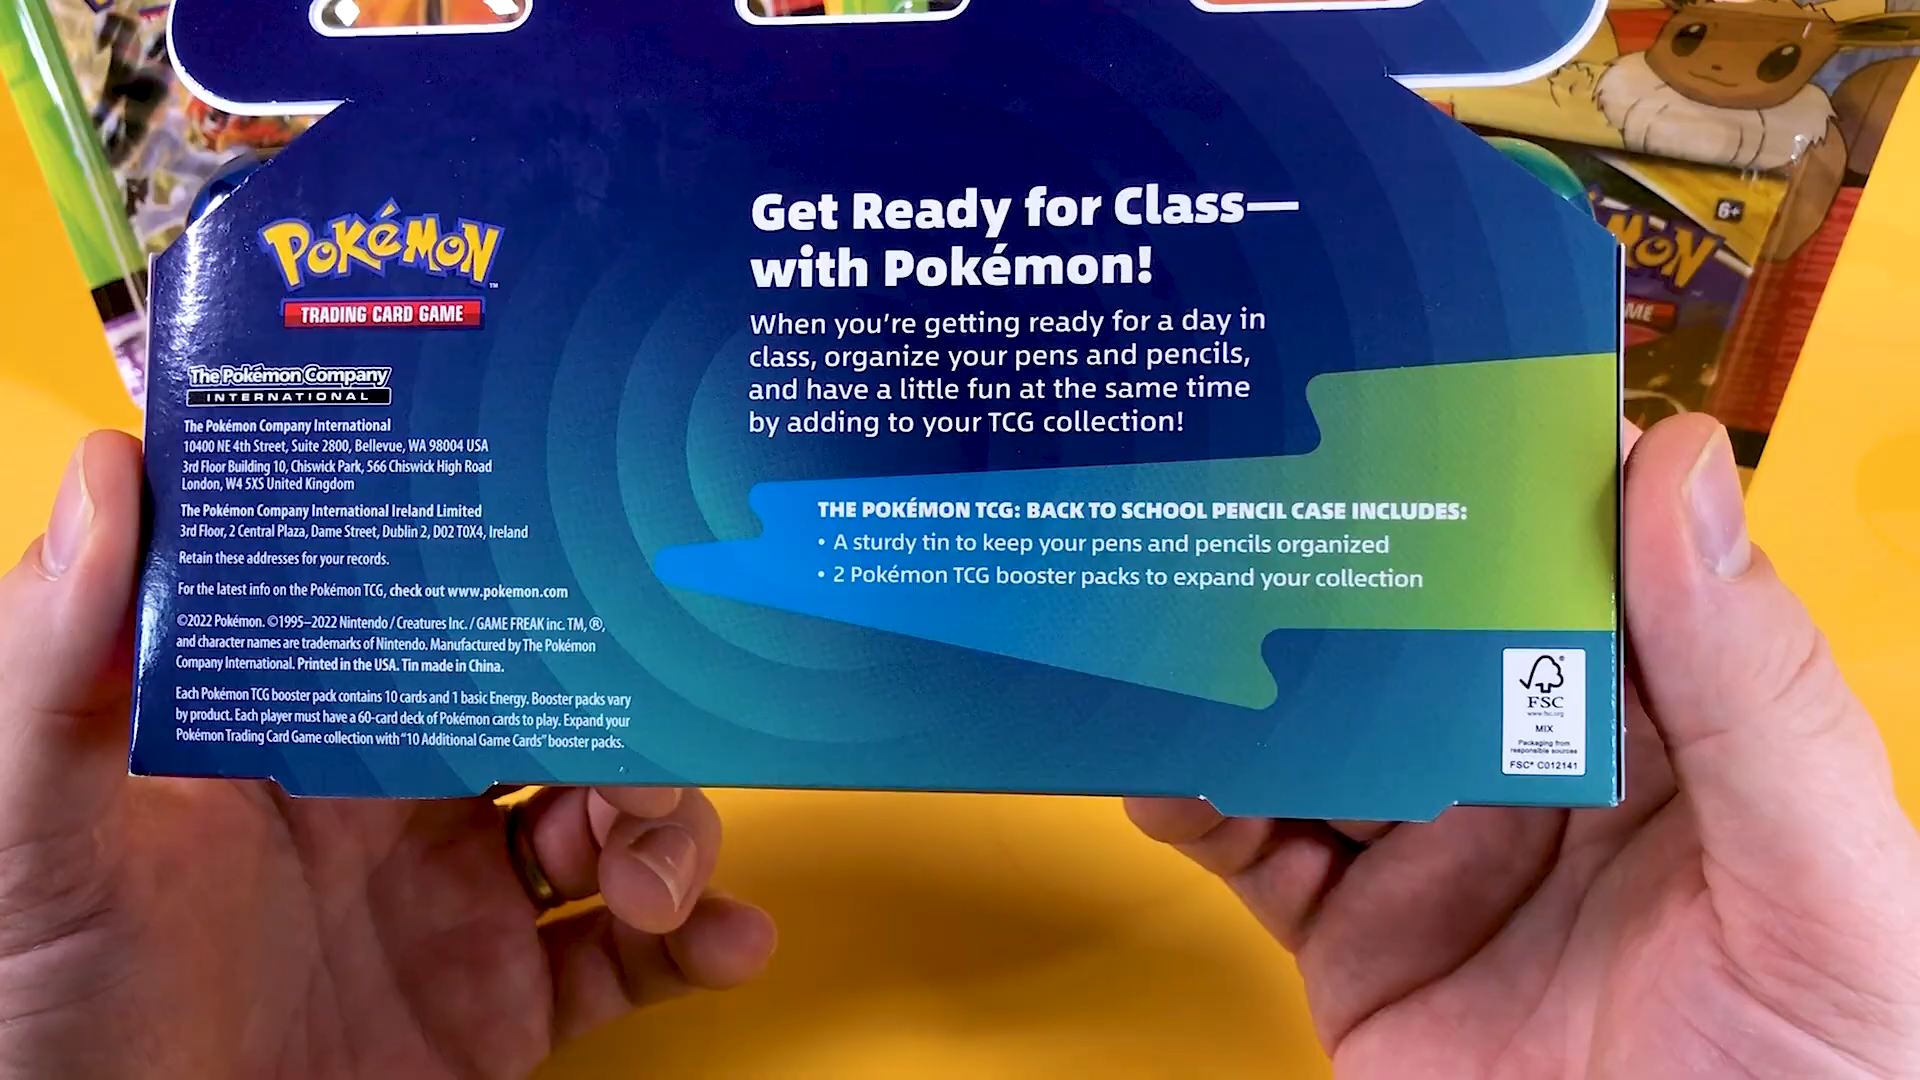 POKéMON
™
TRADING CARD GAME
The Pokémon Company
INTERNATIONAL
The Pokémon Company International
10400 NE 4th Street, Suite 2800, Bellevue, WA 98004 USA
3rd Floor Building 10, Chiswick Park, 566 Chiswick High Road
London, W4 5XS United Kingdom
The Pokémon Company International Ireland Limited
3rd Floor, 2 Central Plaza, Dame Street, Dublin 2, D02 T0X4, Ireland
Retain these addresses for your records.
For the latest info on the Pokémon TCG, check out www.pokemon.com
©2022 Pokémon. ©1995–2022 Nintendo / Creatures Inc. / GAME FREAK inc. TM, ®,
and character names are trademarks of Nintendo. Manufactured by The Pokémon
Company International. Printed in the USA. Tin made in China.
Each Pokémon TCG booster pack contains 10 cards and 1 basic Energy. Booster packs vary
by product. Each player must have a 60-card deck of Pokémon cards to play. Expand your
Pokémon Trading Card Game collection with "10 Additional Game Cards" booster packs.
Get Ready for Class—
with Pokémon!
When you're getting ready for a day in
class, organize your pens and pencils,
and have a little fun at the same time
by adding to your TCG collection!
THE POKÉMON TCG: BACK TO SCHOOL PENCIL CASE INCLUDES:
• A sturdy tin to keep your pens and pencils organized
• 2 Pokémon TCG booster packs to expand your collection
FSC
www.fsc.org
MIX
Packaging from
responsible sources
FSC® C012141
6+